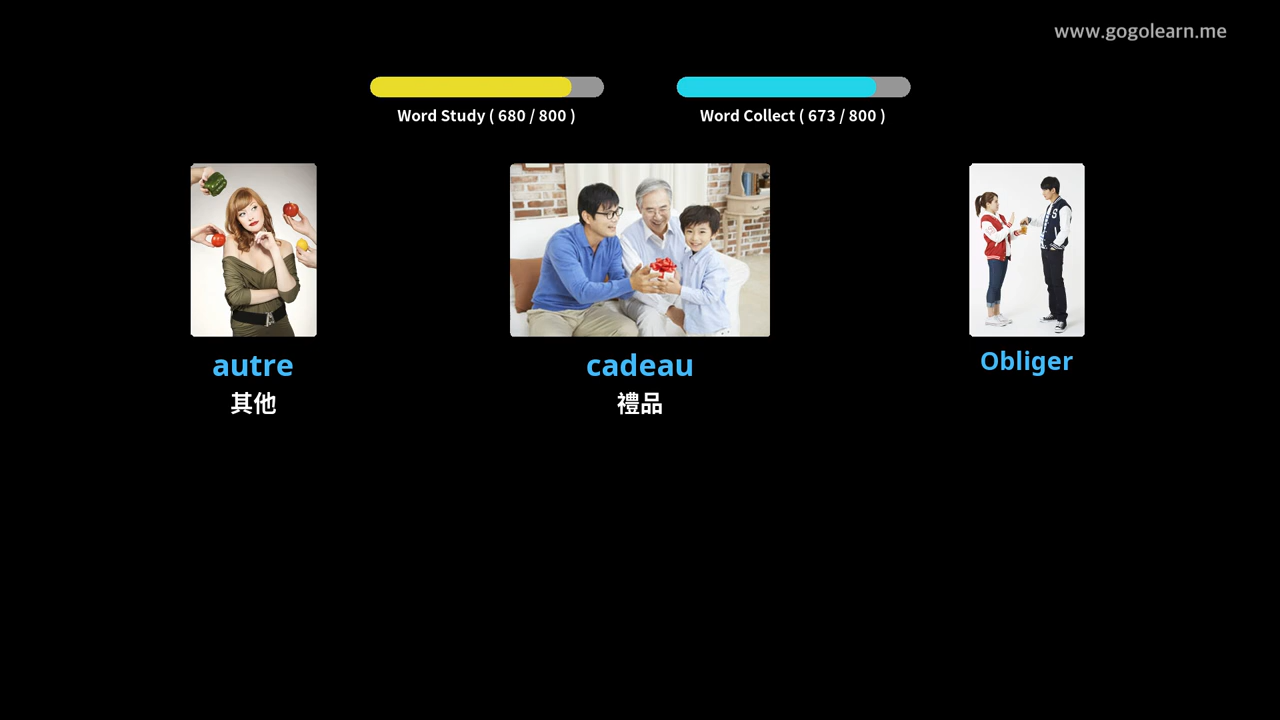 www.gogolearn.me
Word Study ( 680 / 800 )
Word Collect ( 673 / 800 )
autre
其他
cadeau
禮品
Obliger